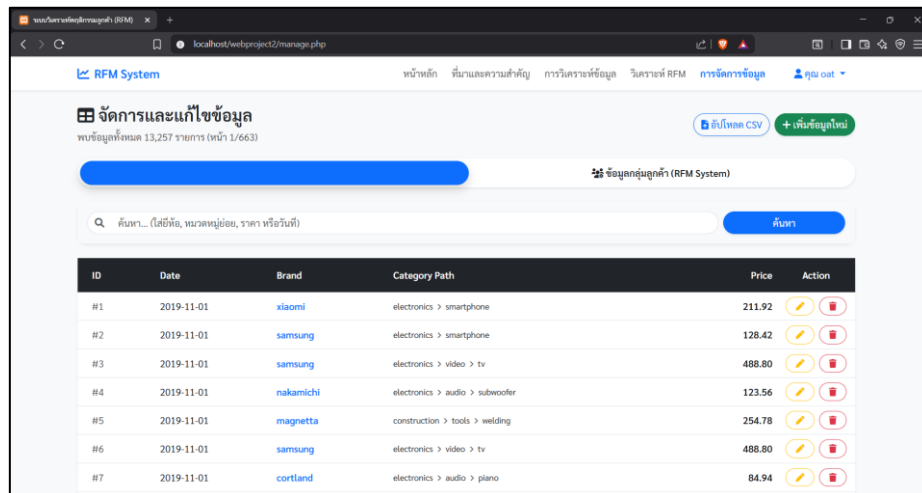 ระบบวิเคราะห์พฤติกรรมลูกค้า (RFM)
localhost/webproject2/manage.php
RFM System หน้าหลัก ที่มาและความสำคัญ การวิเคราะห์ข้อมูล วิเคราะห์ RFM การจัดการข้อมูล คุณ oat
จัดการและแก้ไขข้อมูล
พบข้อมูลทั้งหมด 13,257 รายการ (หน้า 1/663)
อัปโหลด CSV + เพิ่มข้อมูลใหม่
ข้อมูลกลุ่มลูกค้า (RFM System)
ค้นหา... (ใส่ยี่ห้อ, หมวดหมู่ย่อย, ราคา หรือวันที่) ค้นหา
ID Date Brand Category Path Price Action
#1 2019-11-01 xiaomi electronics > smartphone 211.92
#2 2019-11-01 samsung electronics > smartphone 128.42
#3 2019-11-01 samsung electronics > video > tv 488.80
#4 2019-11-01 nakamichi electronics > audio > subwoofer 123.56
#5 2019-11-01 magnetta construction > tools > welding 254.78
#6 2019-11-01 samsung electronics > video > tv 488.80
#7 2019-11-01 cortland electronics > audio > piano 84.94